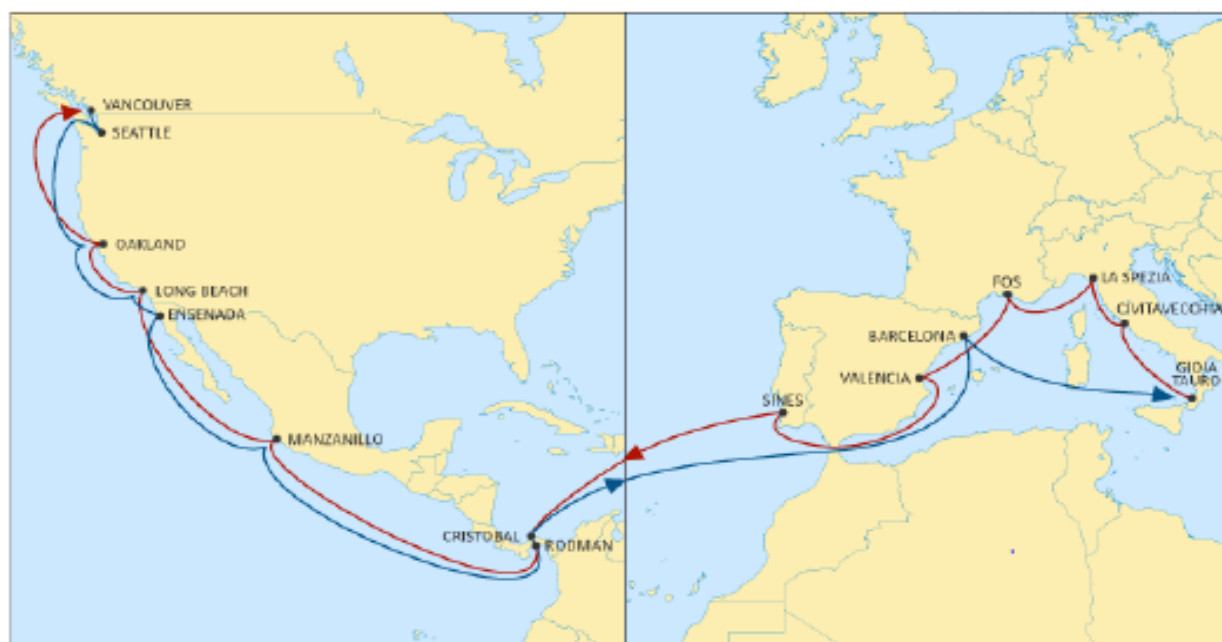 VANCOUVER
SEATTLE
OAKLAND
LONG BEACH
ENSENADA
MANZANILLO
CRISTOBAL
RODMAN
FOS
LA SPEZIA
CIVITAVECCHIA
BARCELONA
GIOIA
TAURO
VALENCIA
SINES